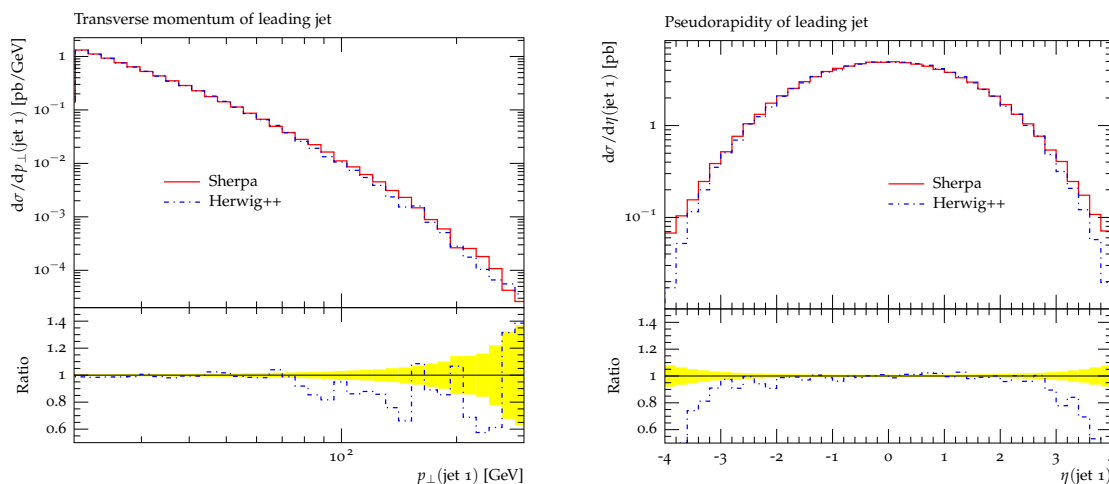 Transverse momentum of leading jet
dσ/dp⊥(jet 1) [pb/GeV]
1
10⁻¹
10⁻²
10⁻³
10⁻⁴
Sherpa
Herwig++
Ratio
1.4
1.2
1
0.8
0.6
10²
p⊥(jet 1) [GeV]
Pseudorapidity of leading jet
dσ/dη(jet 1) [pb]
1
10⁻¹
Sherpa
Herwig++
Ratio
1.4
1.2
1
0.8
0.6
-4 -3 -2 -1 0 1 2 3 4
η(jet 1)